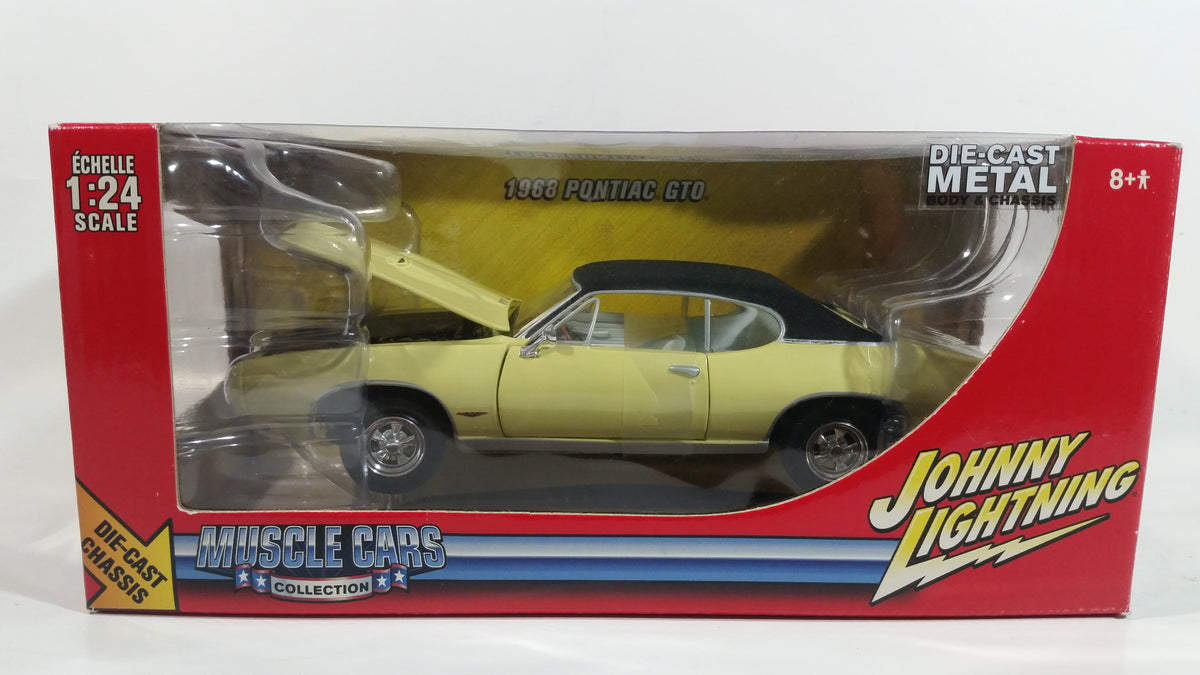 ÉCHELLE
1:24
SCALE
1968 PONTIAC GTO
DIE-CAST
METAL
BODY & CHASSIS
8+
JOHNNY
LIGHTNING
DIE-CAST
CHASSIS
MUSCLE CARS
COLLECTION